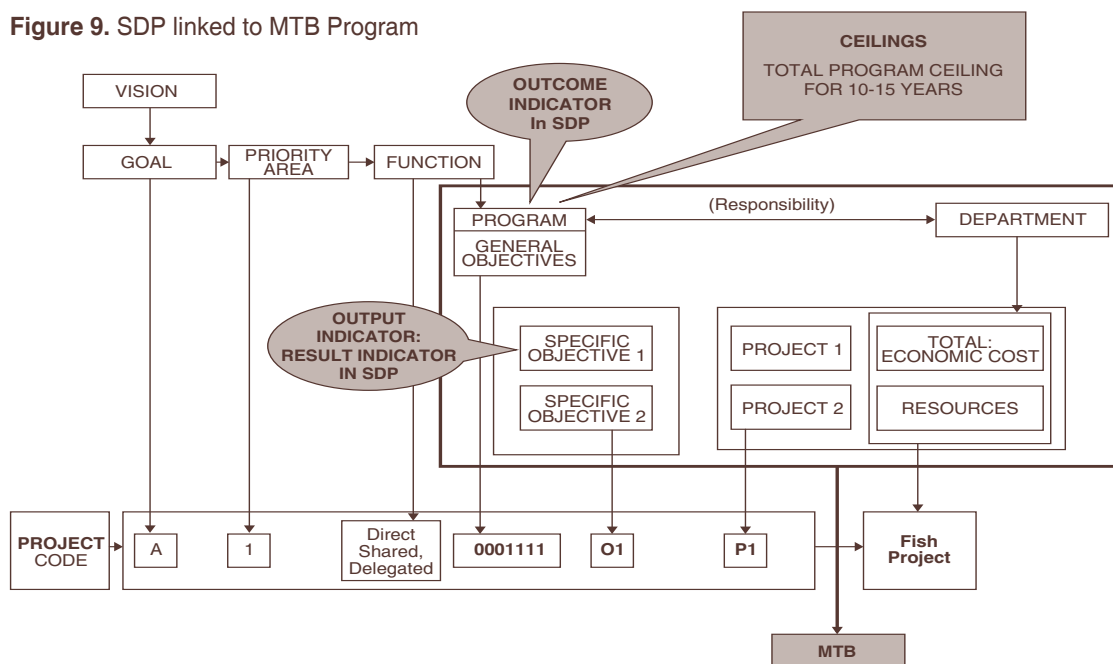 Figure 9. SDP linked to MTB Program
CEILINGS
TOTAL PROGRAM CEILING
FOR 10-15 YEARS
OUTCOME
INDICATOR
In SDP
VISION
GOAL
PRIORITY
AREA
FUNCTION
PROGRAM
GENERAL
OBJECTIVES
(Responsibility)
DEPARTMENT
OUTPUT
INDICATOR:
RESULT INDICATOR
IN SDP
SPECIFIC
OBJECTIVE 1
SPECIFIC
OBJECTIVE 2
PROJECT 1
PROJECT 2
TOTAL:
ECONOMIC COST
RESOURCES
PROJECT
CODE
A
1
Direct
Shared,
Delegated
0001111
O1
P1
Fish
Project
MTB